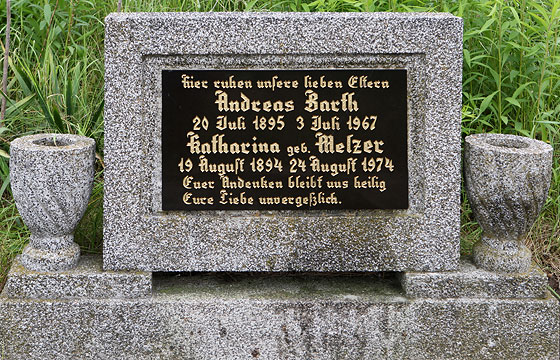 Hier ruhen unsere lieben Eltern
Andreas Barth
20 Juli 1895 3 Juli 1967
Katharina geb. Melzer
19 August 1894 24 August 1974
Euer Andenken bleibt uns heilig
Eure Liebe unvergeßlich.